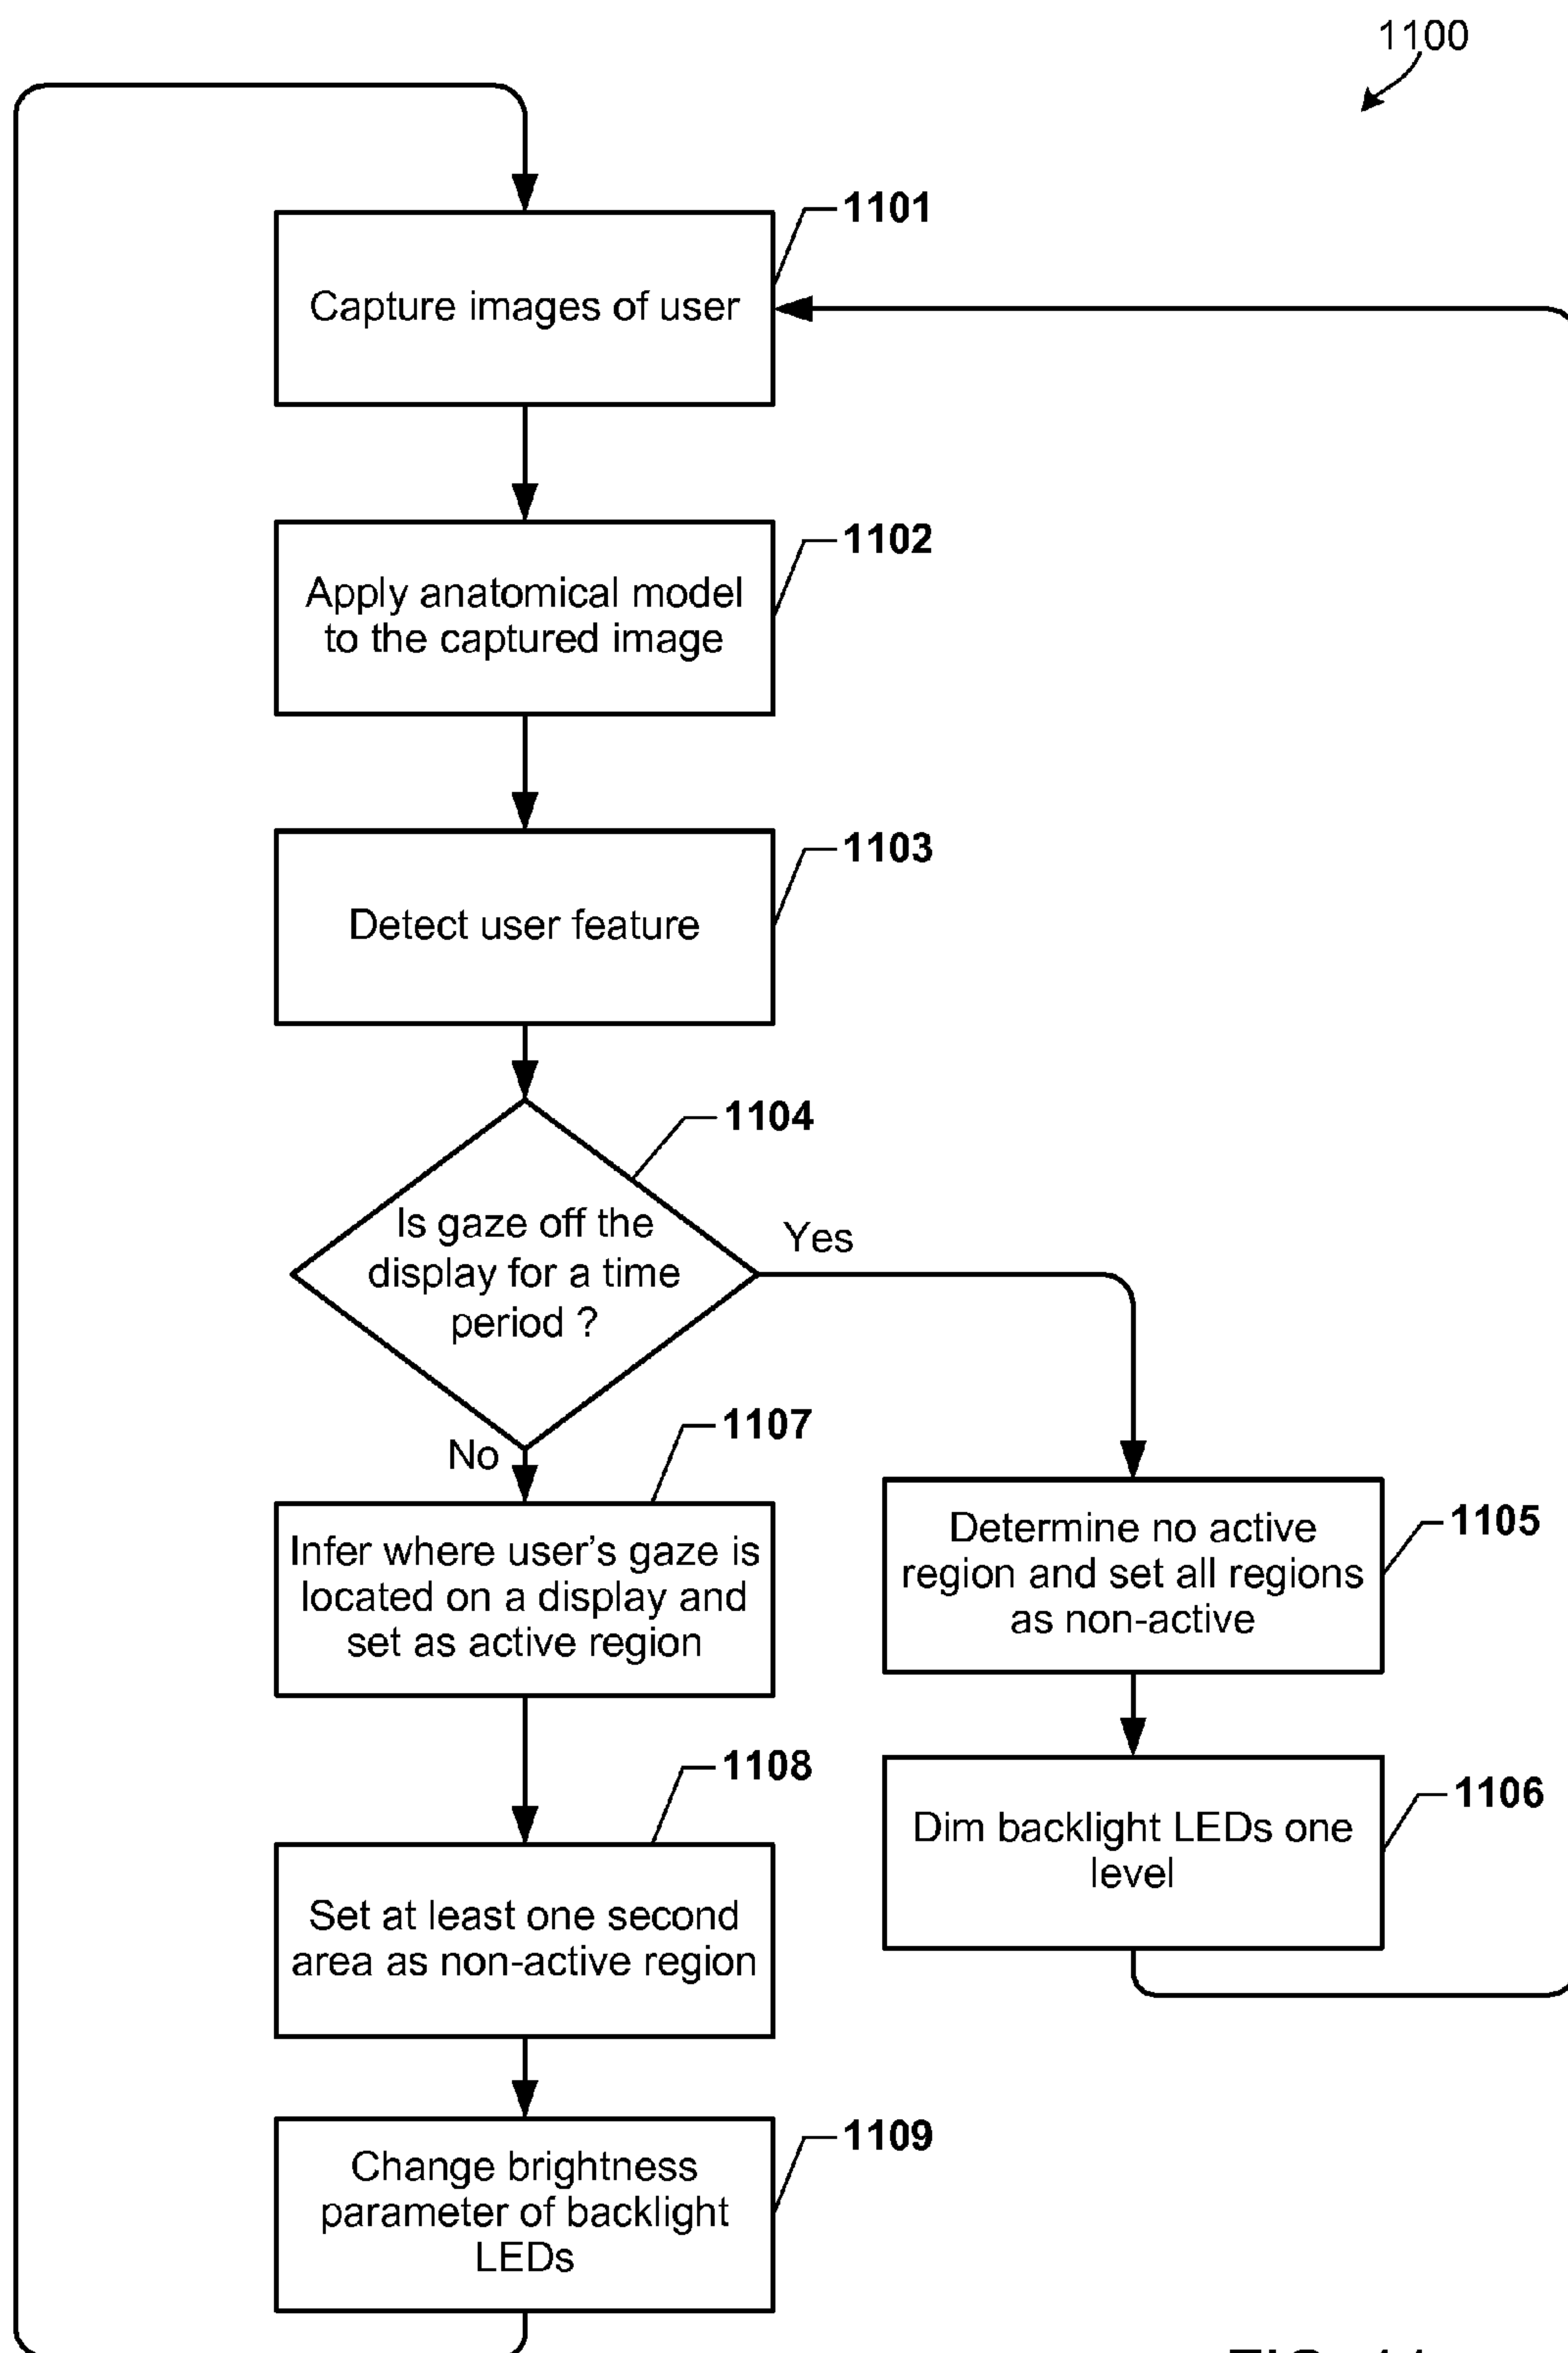 1100
1101
Capture images of user
1102
Apply anatomical model
to the captured image
1103
Detect user feature
1104
Is gaze off the
display for a time
period ?
Yes
No
1107
Infer where user's gaze is
located on a display and
set as active region
1105
Determine no active
region and set all regions
as non-active
1108
Set at least one second
area as non-active region
1106
Dim backlight LEDs one
level
1109
Change brightness
parameter of backlight
LEDs